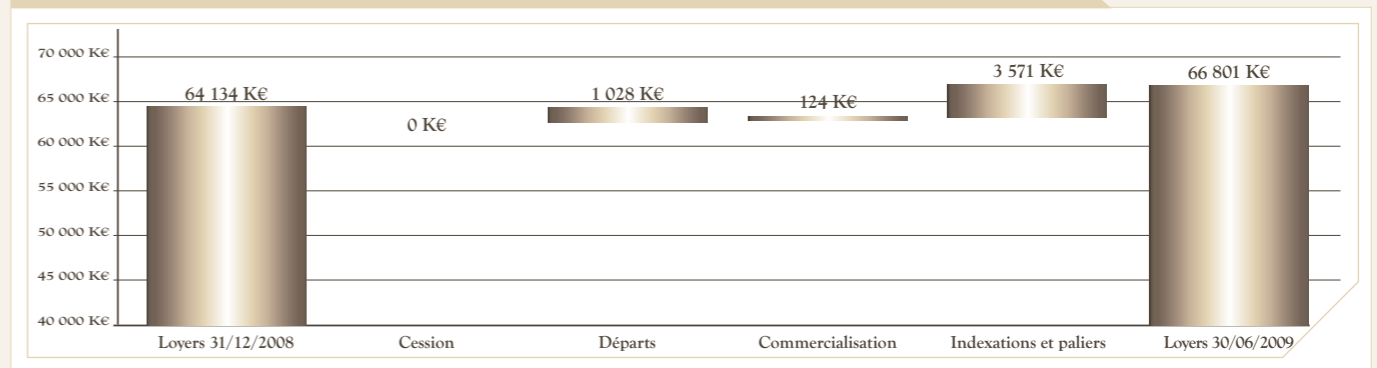 70 000 K€
65 000 K€
60 000 K€
55 000 K€
50 000 K€
45 000 K€
40 000 K€
64 134 K€
0 K€
1 028 K€
124 K€
3 571 K€
66 801 K€
Loyers 31/12/2008
Cession
Départs
Commercialisation
Indexations et paliers
Loyers 30/06/2009